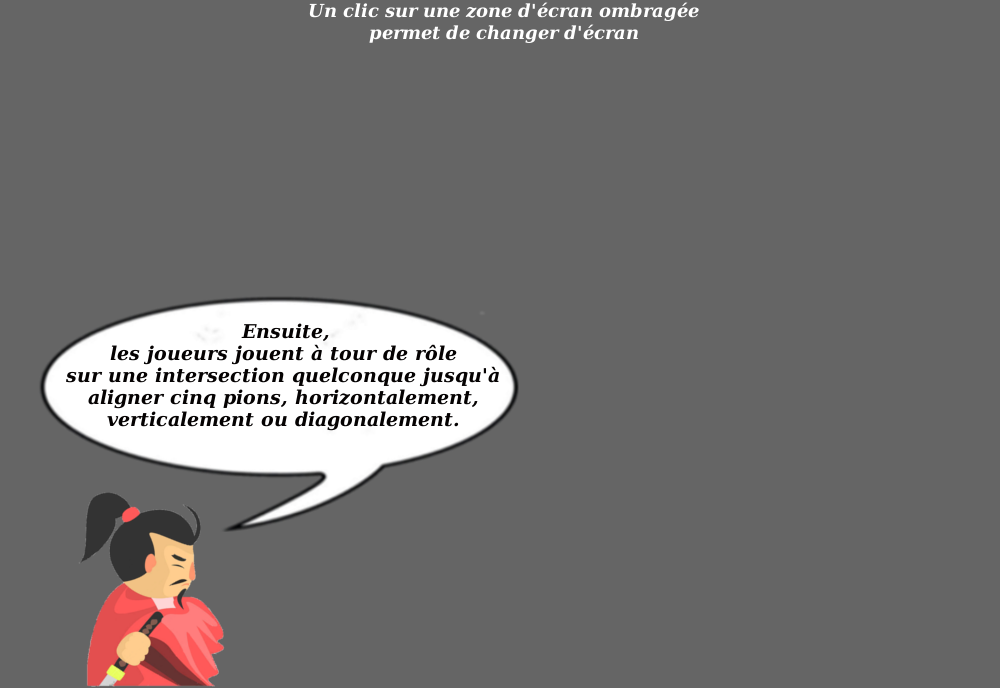 Un clic sur une zone d'écran ombragée
permet de changer d'écran
Ensuite,
les joueurs jouent à tour de rôle
sur une intersection quelconque jusqu'à
aligner cinq pions, horizontalement,
verticalement ou diagonalement.